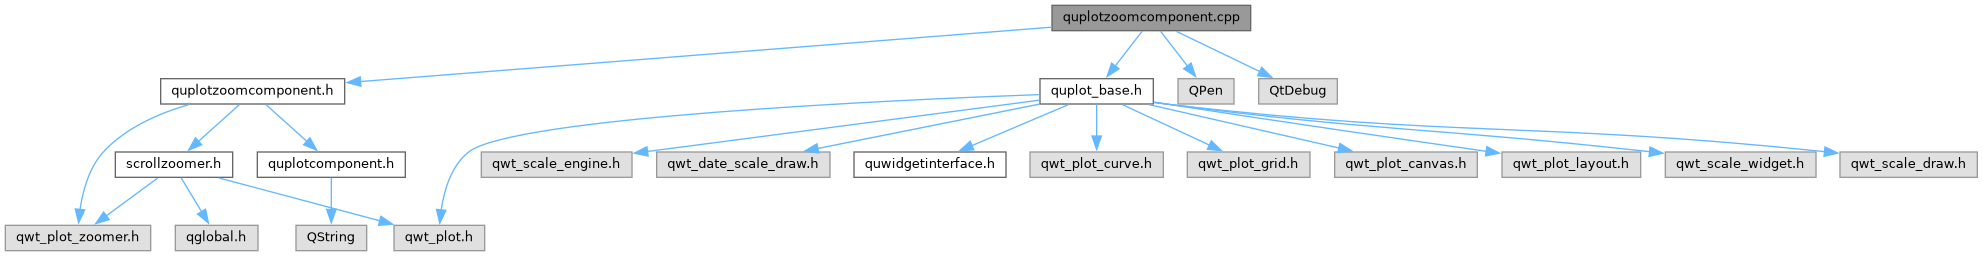 quplotzoomcomponent.cpp
quplotzoomcomponent.h
quplot_base.h
QPen
QtDebug
scrollzoomer.h
quplotcomponent.h
qwt_scale_engine.h
qwt_date_scale_draw.h
quwidgetinterface.h
qwt_plot_curve.h
qwt_plot_grid.h
qwt_plot_canvas.h
qwt_plot_layout.h
qwt_scale_widget.h
qwt_scale_draw.h
qwt_plot_zoomer.h
qglobal.h
QString
qwt_plot.h